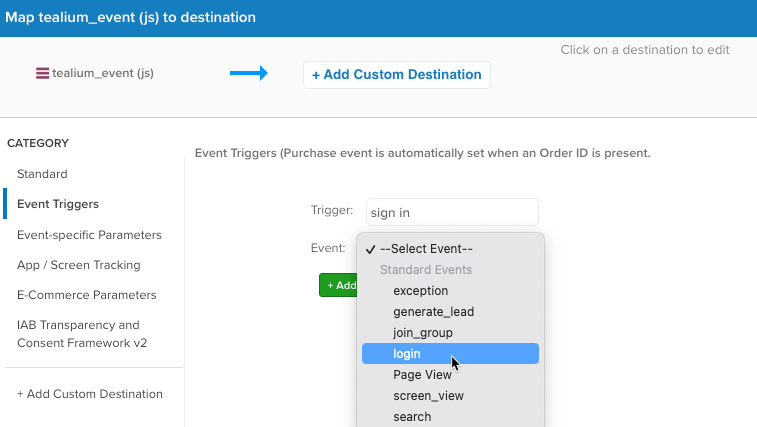 Map tealium_event (js) to destination
Click on a destination to edit
tealium_event (js)
+ Add Custom Destination
CATEGORY
Standard
Event Triggers
Event-specific Parameters
App / Screen Tracking
E-Commerce Parameters
IAB Transparency and
Consent Framework v2
+ Add Custom Destination
Event Triggers (Purchase event is automatically set when an Order ID is present.
Trigger: sign in
Event:
✓ --Select Event--
Standard Events
exception
generate_lead
join_group
login
Page View
screen_view
search
+ Add